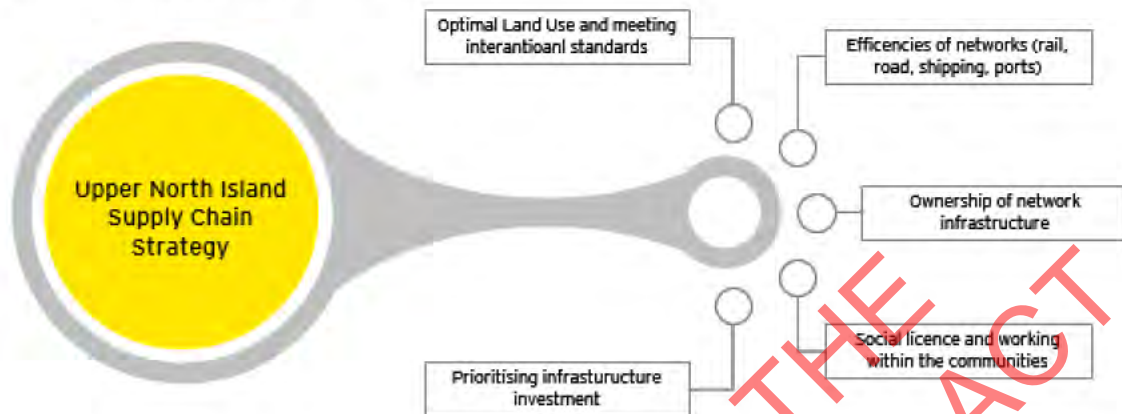 Optimal Land Use and meeting
interantioanl standards
Efficencies of networks (rail,
road, shipping, ports)
Upper North Island
Supply Chain
Strategy
Ownership of network
infrastructure
Social licence and working
within the communities
Prioritising infrasturucture
investment
THE
ACT